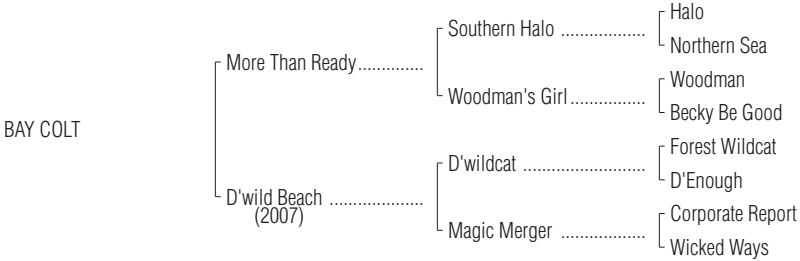 Halo
Southern Halo ...................
Northern Sea
More Than Ready..............
Woodman
Woodman's Girl................
Becky Be Good
BAY COLT
Forest Wildcat
D'wildcat ...........................
D'Enough
D'wild Beach ....................
(2007)
Corporate Report
Magic Merger ...................
Wicked Ways